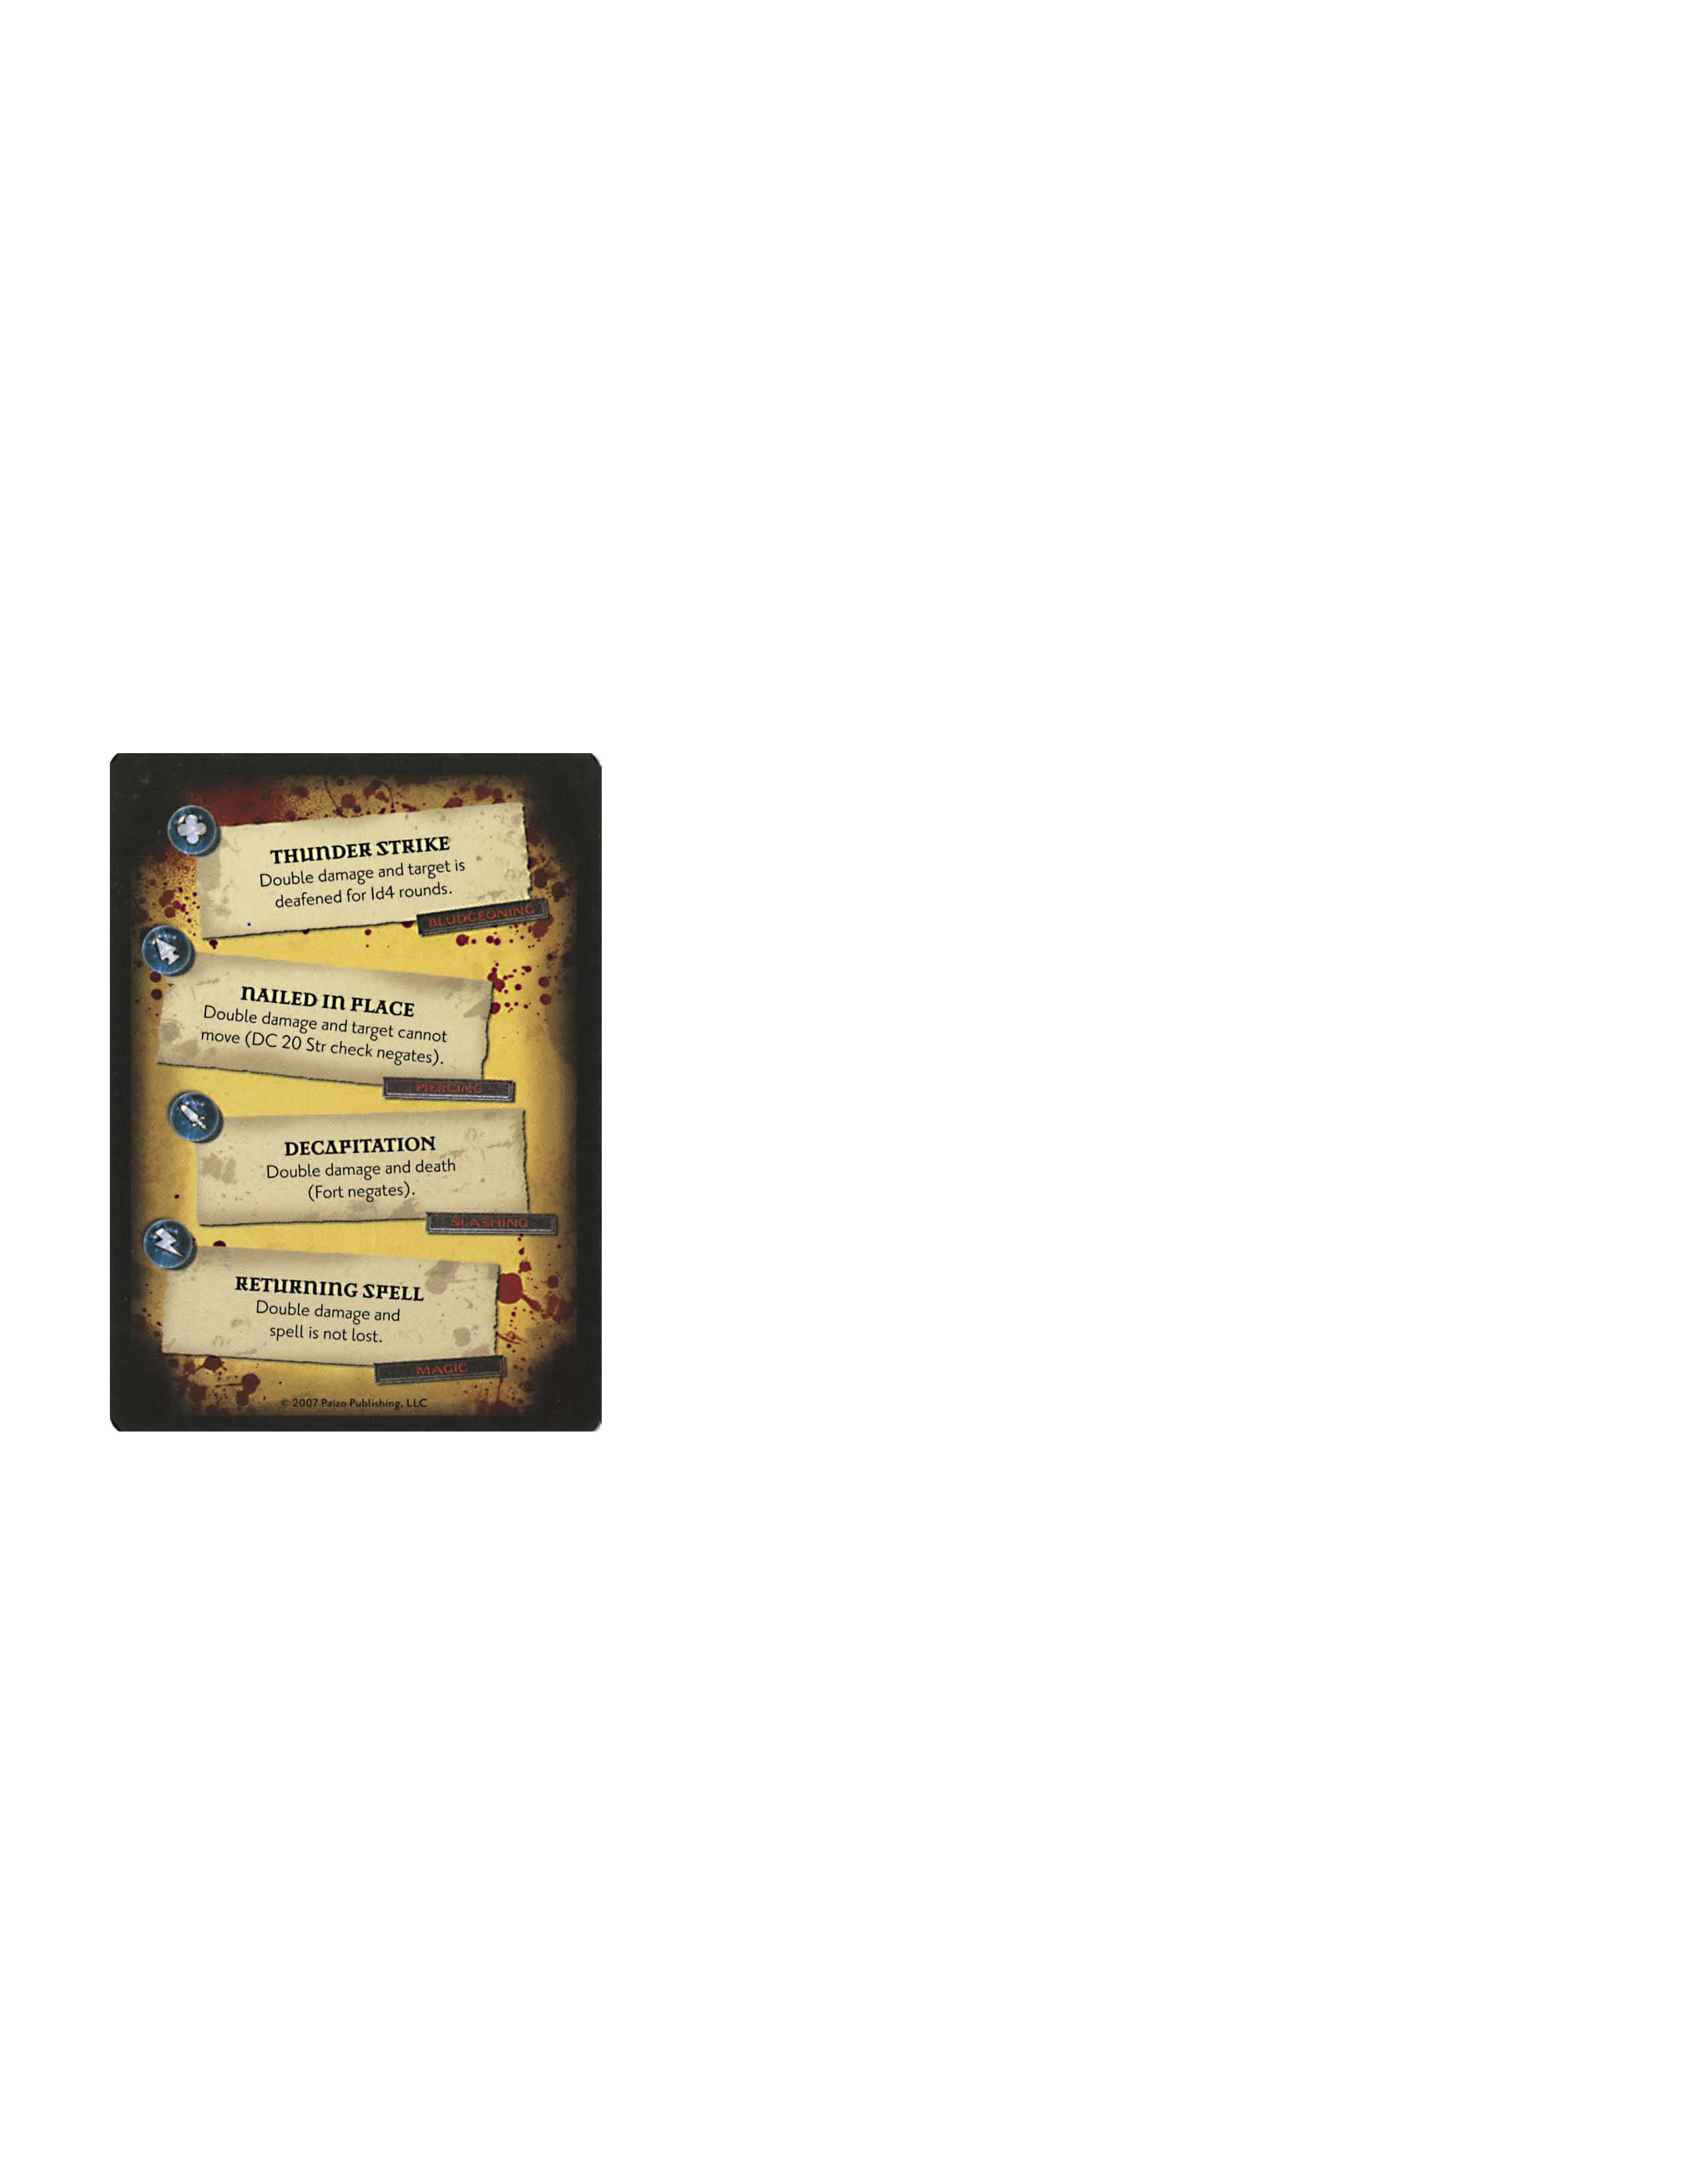 THUNDER STRIKE
Double damage and target is
deafened for 1d4 rounds.
BLUDGEONING
NAILED IN PLACE
Double damage and target cannot
move (DC 20 Str check negates).
PIERCING
DECAPITATION
Double damage and death
(Fort negates).
SLASHING
RETURNING SPELL
Double damage and
spell is not lost.
MAGIC
© 2007 Paizo Publishing, LLC